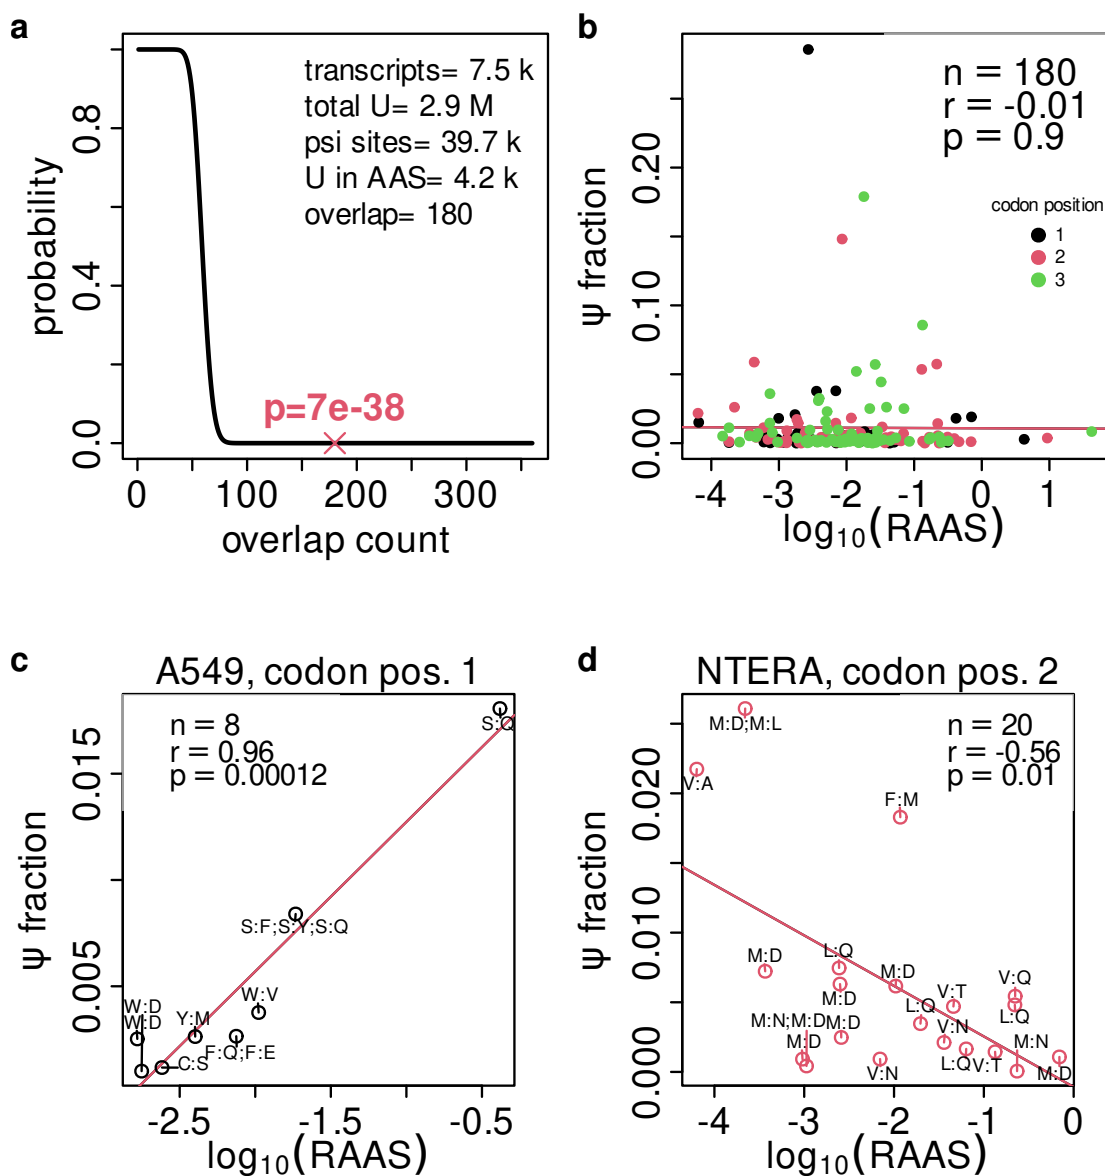 a
transcripts= 7.5 k
total U= 2.9 M
psi sites= 39.7 k
U in AAS= 4.2 k
overlap= 180
p=7e-38
probability
0.0
0.4
0.8
0
100
200
300
overlap count
b
n = 180
r = -0.01
p = 0.9
codon position
1
2
3
ψ fraction
0.00
0.10
0.20
-4
-3
-2
-1
0
1
log10(RAAS)
c
A549, codon pos. 1
n = 8
r = 0.96
p = 0.00012
S:Q
S:F;S:Y;S:Q
W:V
W:D
W:D
Y:M
F:Q;F:E
C:S
ψ fraction
0.005
0.015
-2.5
-1.5
-0.5
log10(RAAS)
d
NTERA, codon pos. 2
n = 20
r = -0.56
p = 0.01
M:D;M:L
V:A
F:M
M:D
L:Q
M:D
M:D
V:T
V:Q
L:Q
L:Q
M:N;M:D
M:D
M:D
V:N
M:N
V:N
L:Q
V:T
M:D
ψ fraction
0.000
0.010
0.020
-4
-3
-2
-1
0
log10(RAAS)